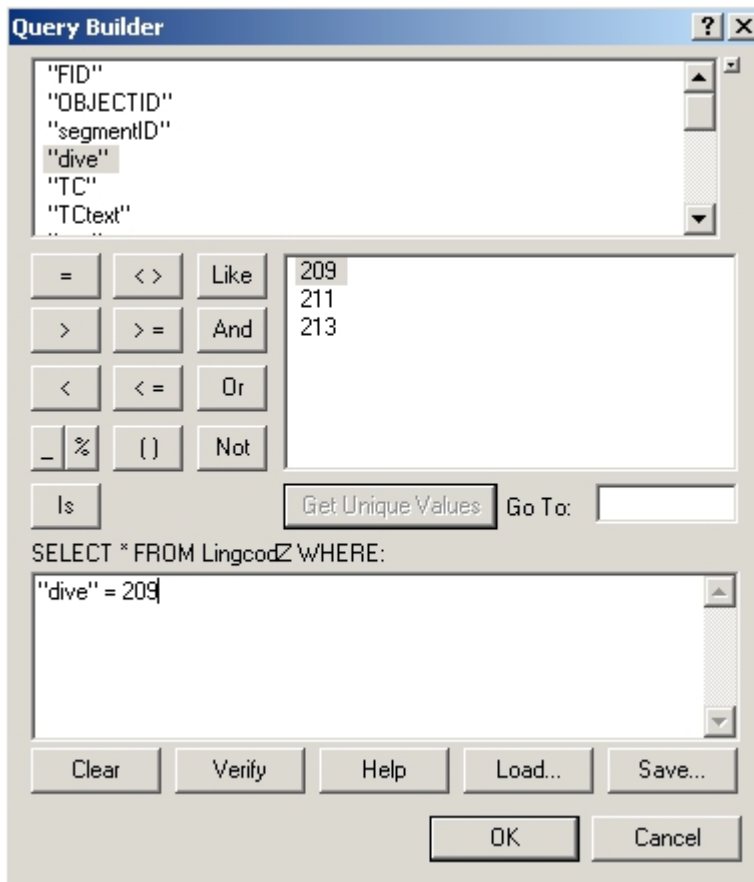 Query Builder
"FID"
"OBJECTID"
"segmentID"
"dive"
"TC"
"TCtext"
= < > Like
> > = And
< < = Or
_ % ( ) Not
Is
209
211
213
Get Unique Values Go To:
SELECT * FROM LingcodZ WHERE:
"dive" = 209
Clear Verify Help Load... Save...
OK Cancel